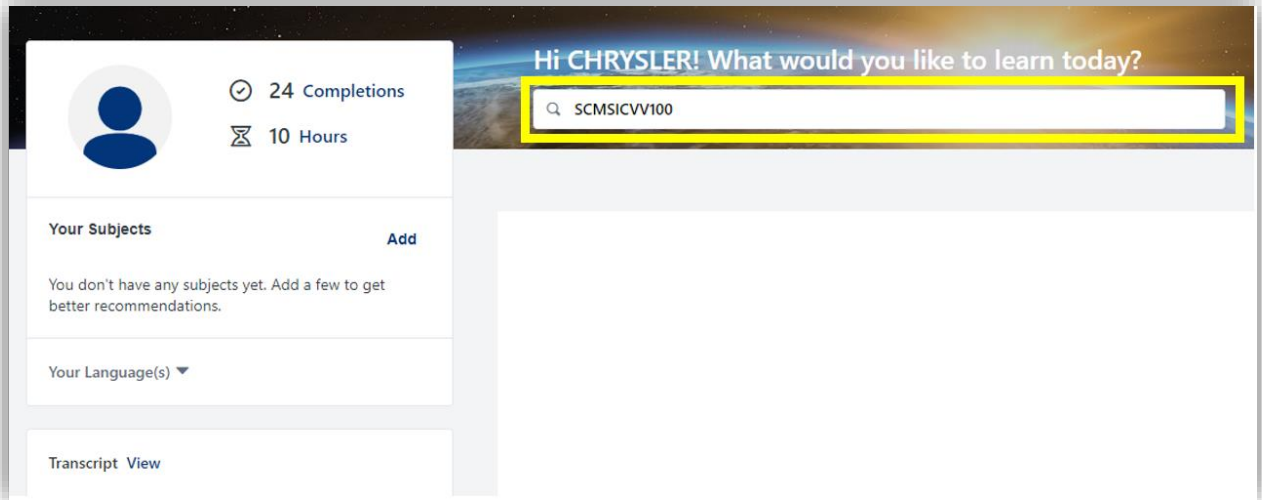 24 Completions
10 Hours
Your Subjects
Add
You don't have any subjects yet. Add a few to get
better recommendations.
Your Language(s)
Transcript View
Hi CHRYSLER! What would you like to learn today?
SCMSICVV100